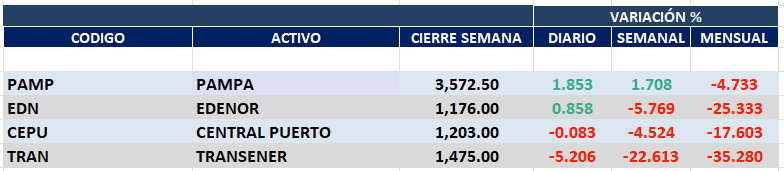 VARIACIÓN %
CODIGO ACTIVO CIERRE SEMANA DIARIO SEMANAL MENSUAL
PAMP PAMPA 3,572.50 1.853 1.708 -4.733
EDN EDENOR 1,176.00 0.858 -5.769 -25.333
CEPU CENTRAL PUERTO 1,203.00 -0.083 -4.524 -17.603
TRAN TRANSENER 1,475.00 -5.206 -22.613 -35.280